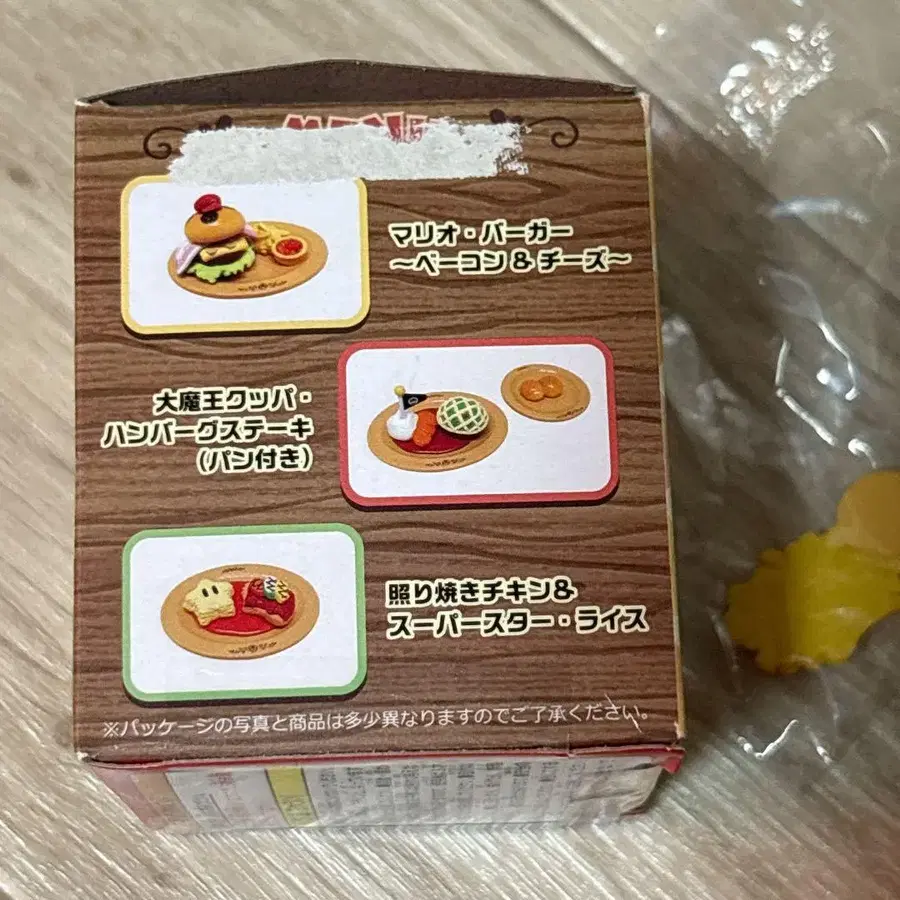 マリオ・バーガー
～ベーコン & チーズ～
大魔王クッパ・
ハンバーグステーキ
(パン付き)
照り焼きチキン&
スーパースター・ライス
※パッケージの写真と商品は多少異なりますのでご了承ください。